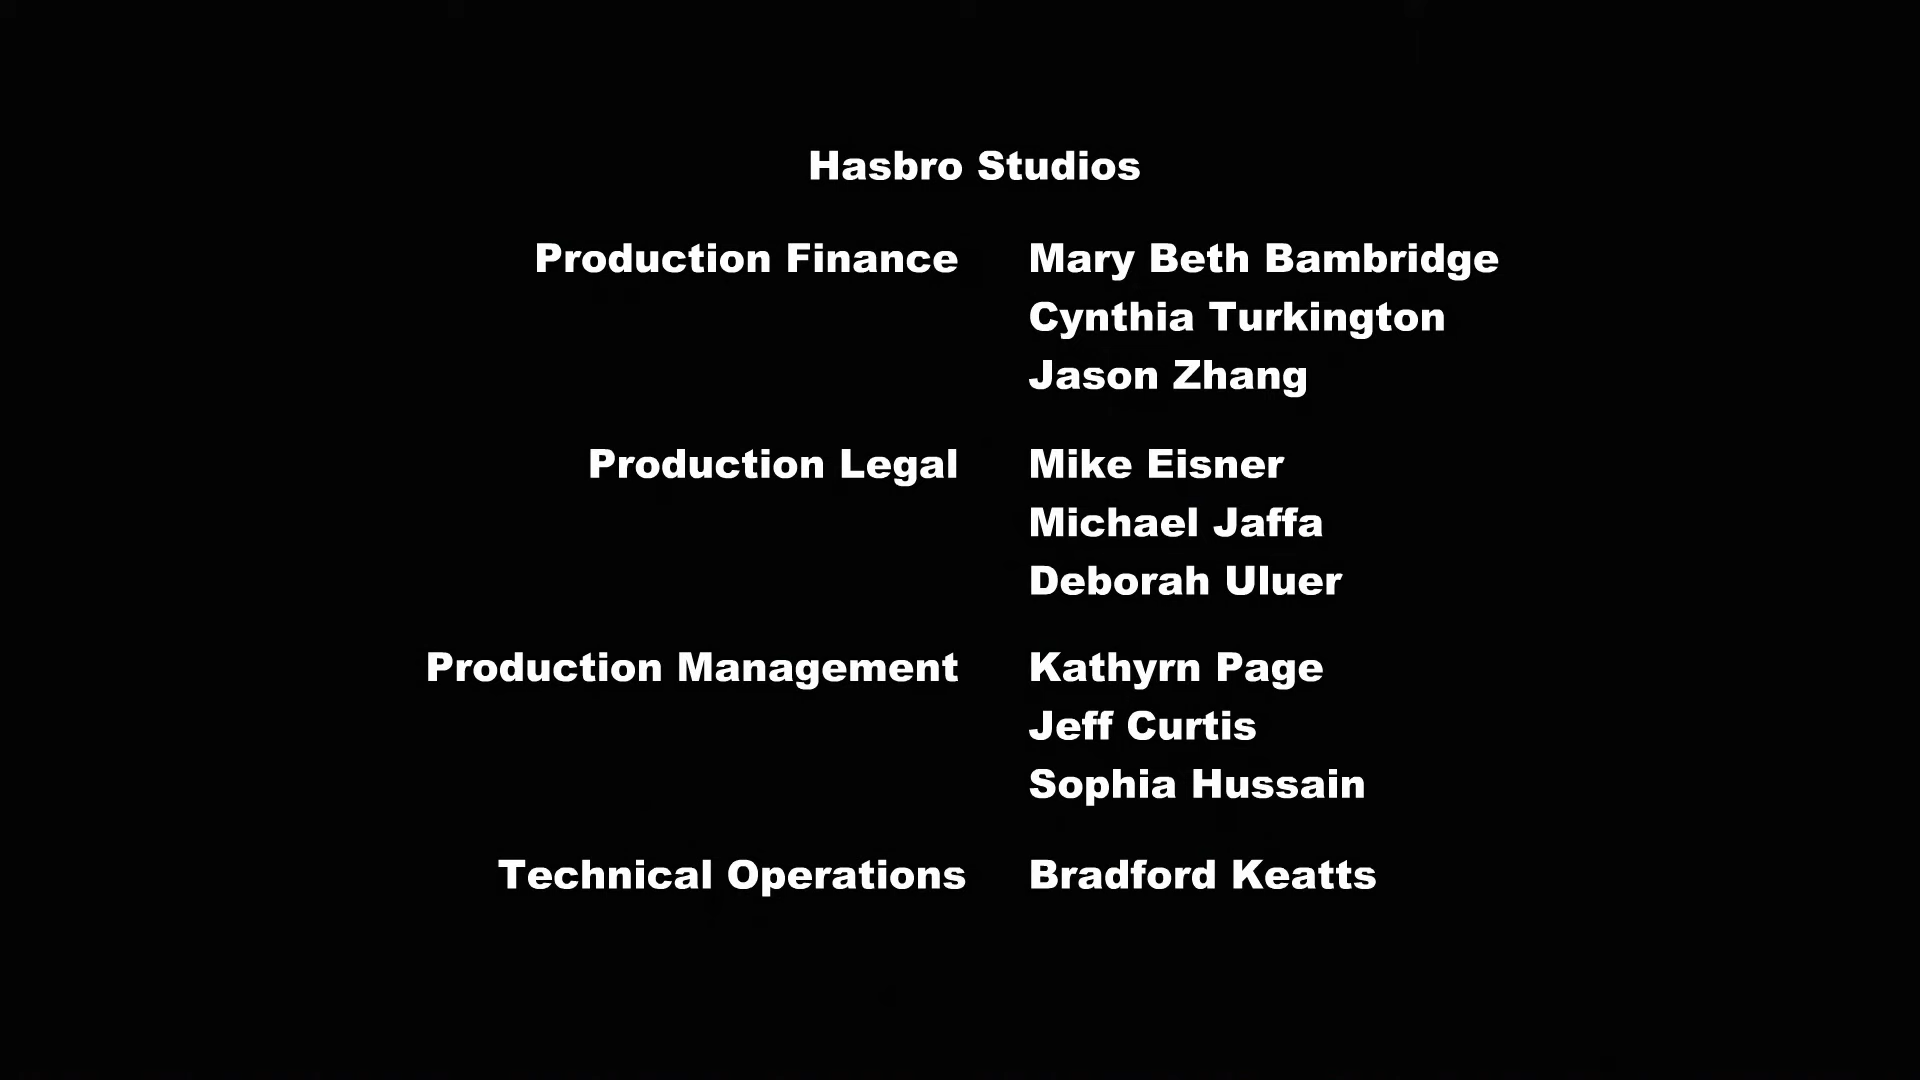 Hasbro Studios
Production Finance Mary Beth Bambridge
Cynthia Turkington
Jason Zhang
Production Legal Mike Eisner
Michael Jaffa
Deborah Uluer
Production Management Kathyrn Page
Jeff Curtis
Sophia Hussain
Technical Operations Bradford Keatts